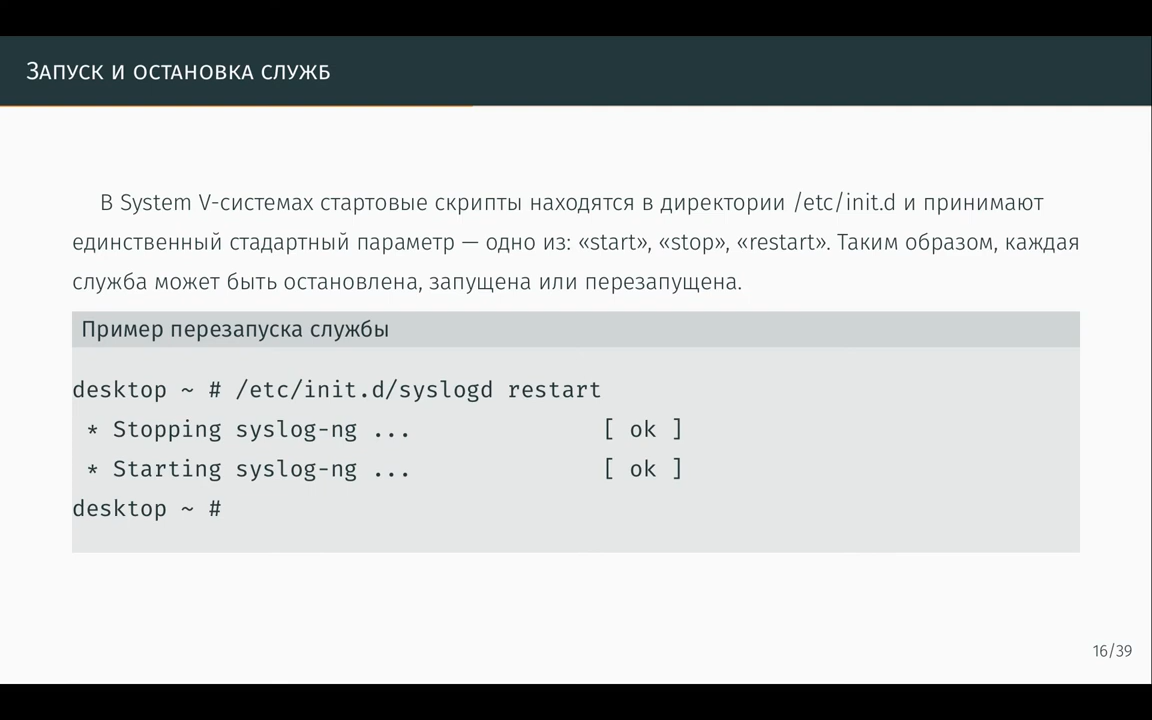 Запуск и остановка служб
В System V-системах стартовые скрипты находятся в директории /etc/init.d и принимают
единственный стадартный параметр — одно из: «start», «stop», «restart». Таким образом, каждая
служба может быть остановлена, запущена или перезапущена.
Пример перезапуска службы
desktop ~ # /etc/init.d/syslogd restart
* Stopping syslog-ng ... [ ok ]
* Starting syslog-ng ... [ ok ]
desktop ~ #
16/39